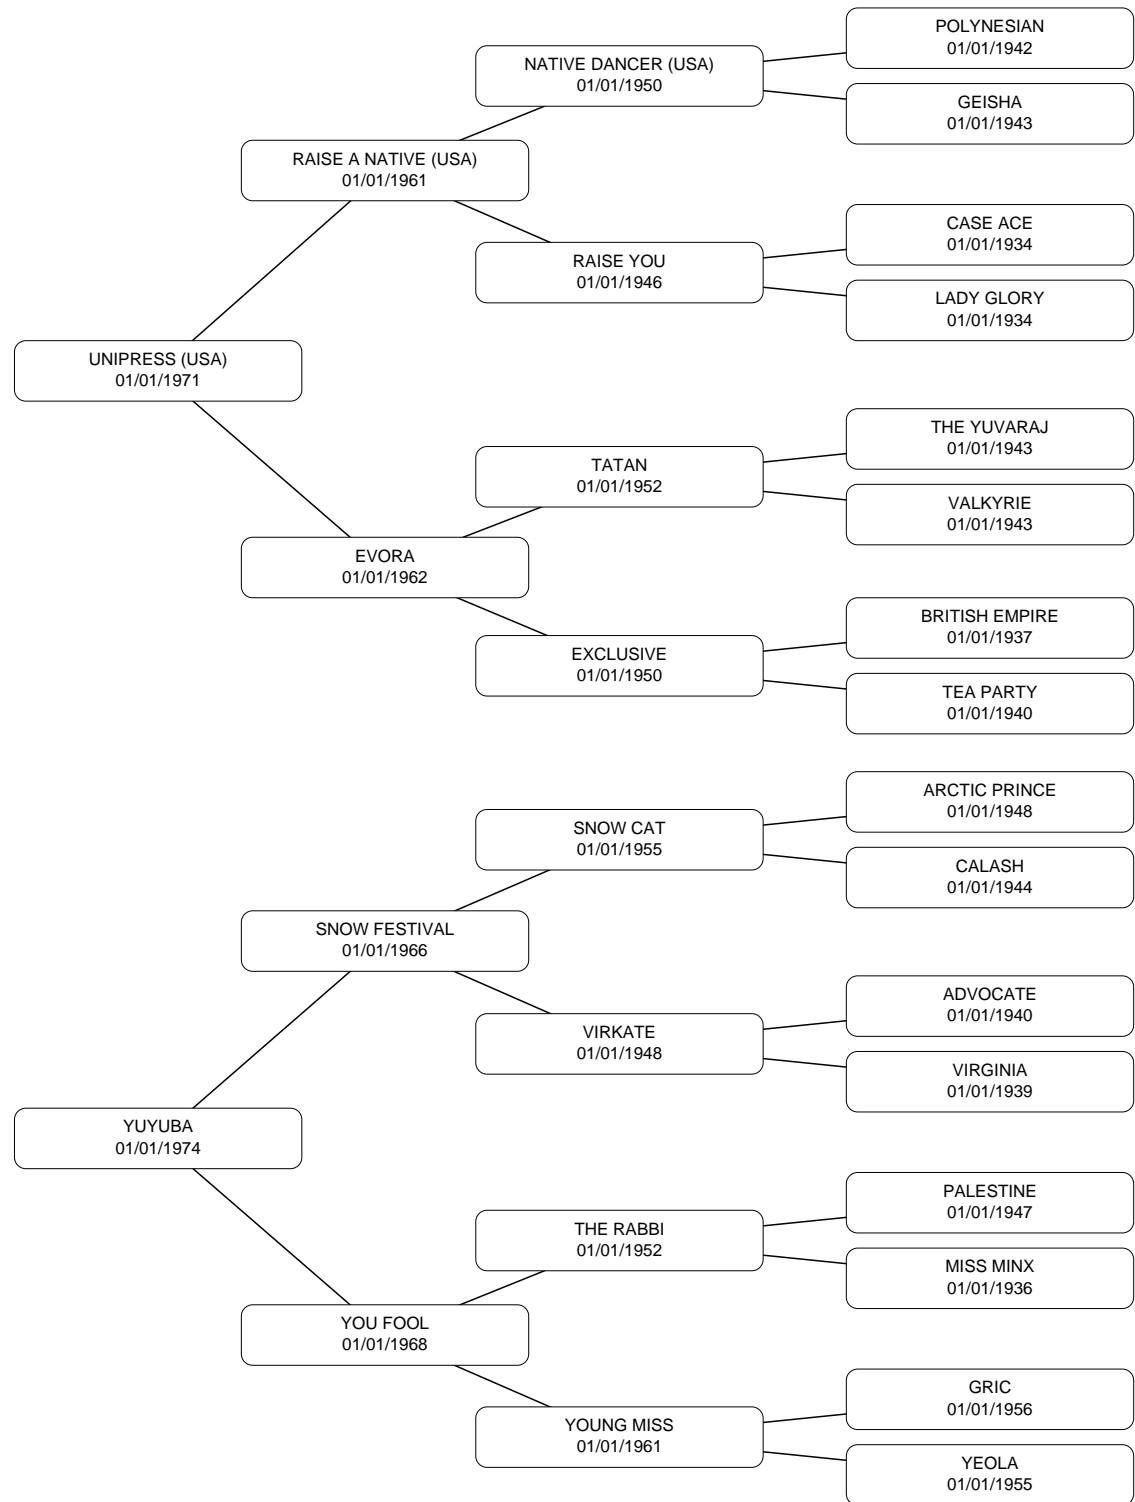 POLYNESIAN
01/01/1942
NATIVE DANCER (USA)
01/01/1950
GEISHA
01/01/1943
RAISE A NATIVE (USA)
01/01/1961
CASE ACE
01/01/1934
RAISE YOU
01/01/1946
LADY GLORY
01/01/1934
UNIPRESS (USA)
01/01/1971
THE YUVARAJ
01/01/1943
TATAN
01/01/1952
VALKYRIE
01/01/1943
EVORA
01/01/1962
BRITISH EMPIRE
01/01/1937
EXCLUSIVE
01/01/1950
TEA PARTY
01/01/1940
ARCTIC PRINCE
01/01/1948
SNOW CAT
01/01/1955
CALASH
01/01/1944
SNOW FESTIVAL
01/01/1966
ADVOCATE
01/01/1940
VIRKATE
01/01/1948
VIRGINIA
01/01/1939
YUYUBA
01/01/1974
PALESTINE
01/01/1947
THE RABBI
01/01/1952
MISS MINX
01/01/1936
YOU FOOL
01/01/1968
GRIC
01/01/1956
YOUNG MISS
01/01/1961
YEOLA
01/01/1955